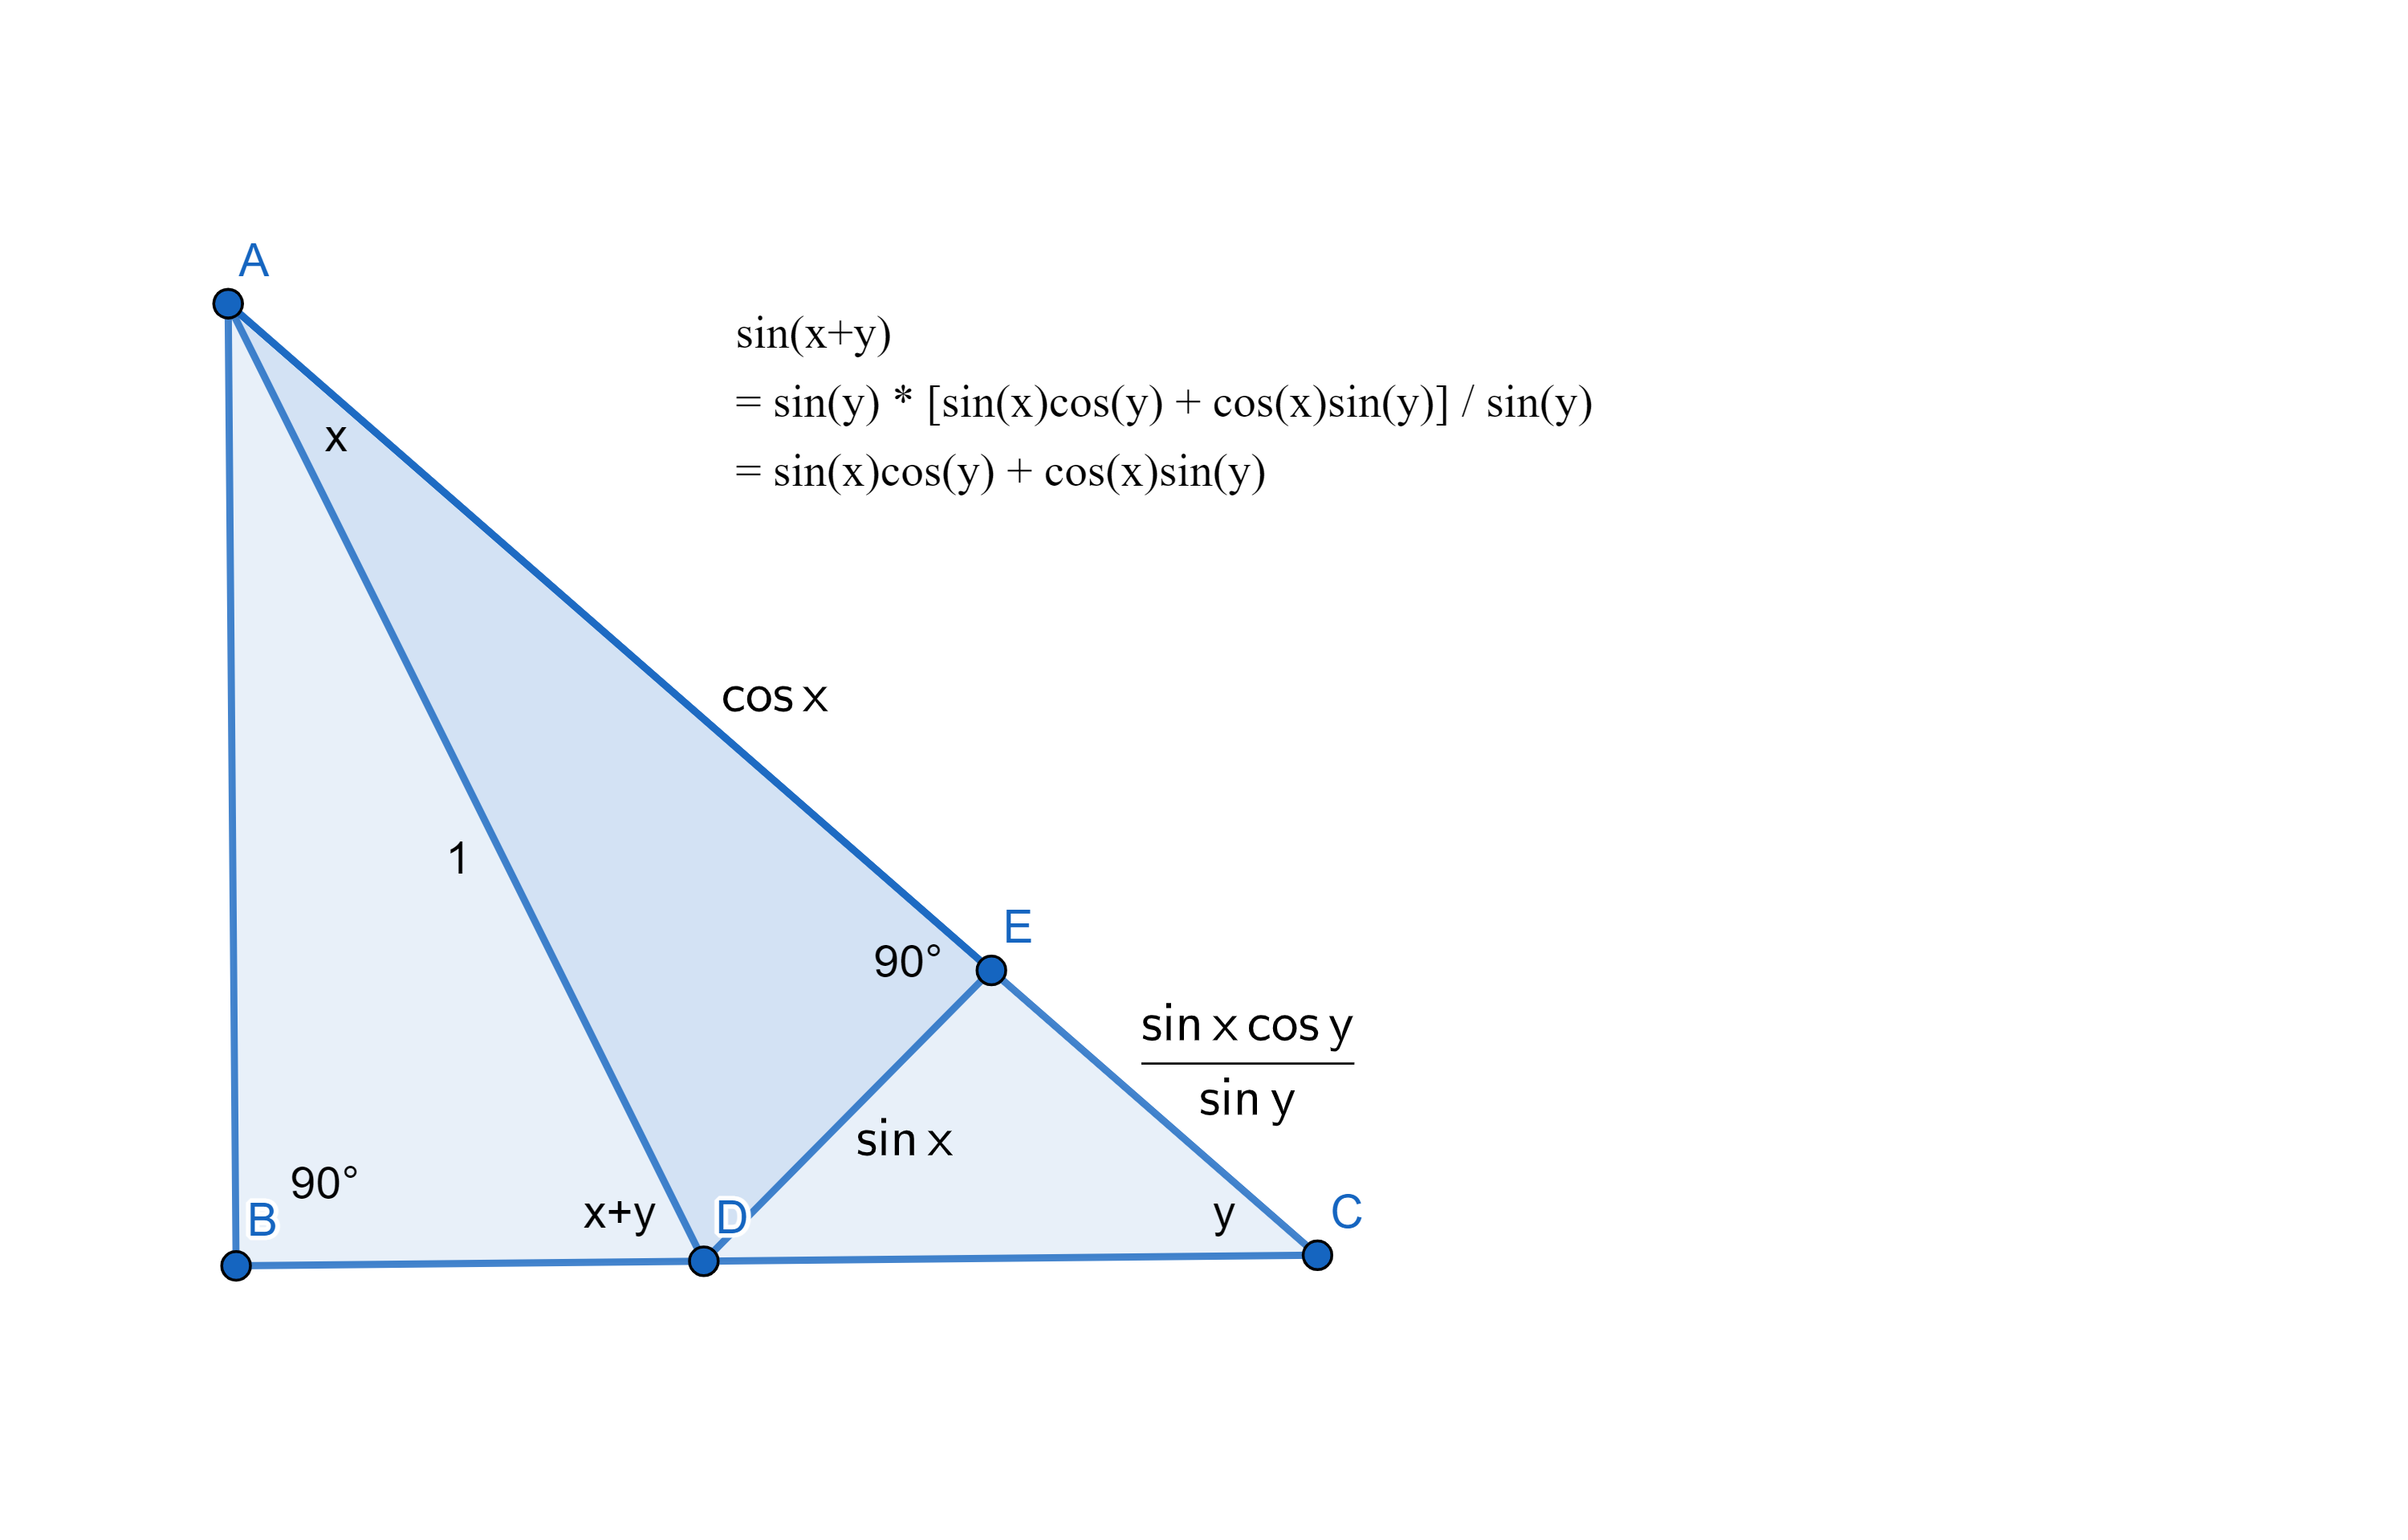 A
sin(x+y)
= sin(y) * [sin(x)cos(y) + cos(x)sin(y)] / sin(y)
x
= sin(x)cos(y) + cos(x)sin(y)
cos x
1
E
90°
sin x cos y
sin y
sin x
90°
B
x+y
D
y
C